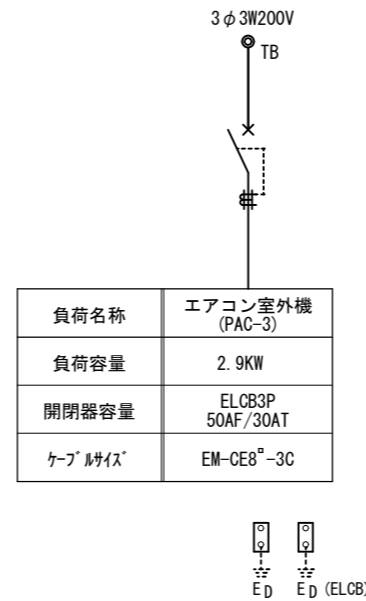 3φ3W200V
TB
負荷名称 エアコン室外機
(PAC-3)
負荷容量 2.9KW
開閉器容量 ELCB3P
50AF/30AT
ｹｰﾌﾞﾙｻｲｽﾞ EM-CE8□-3C
ED ED (ELCB)